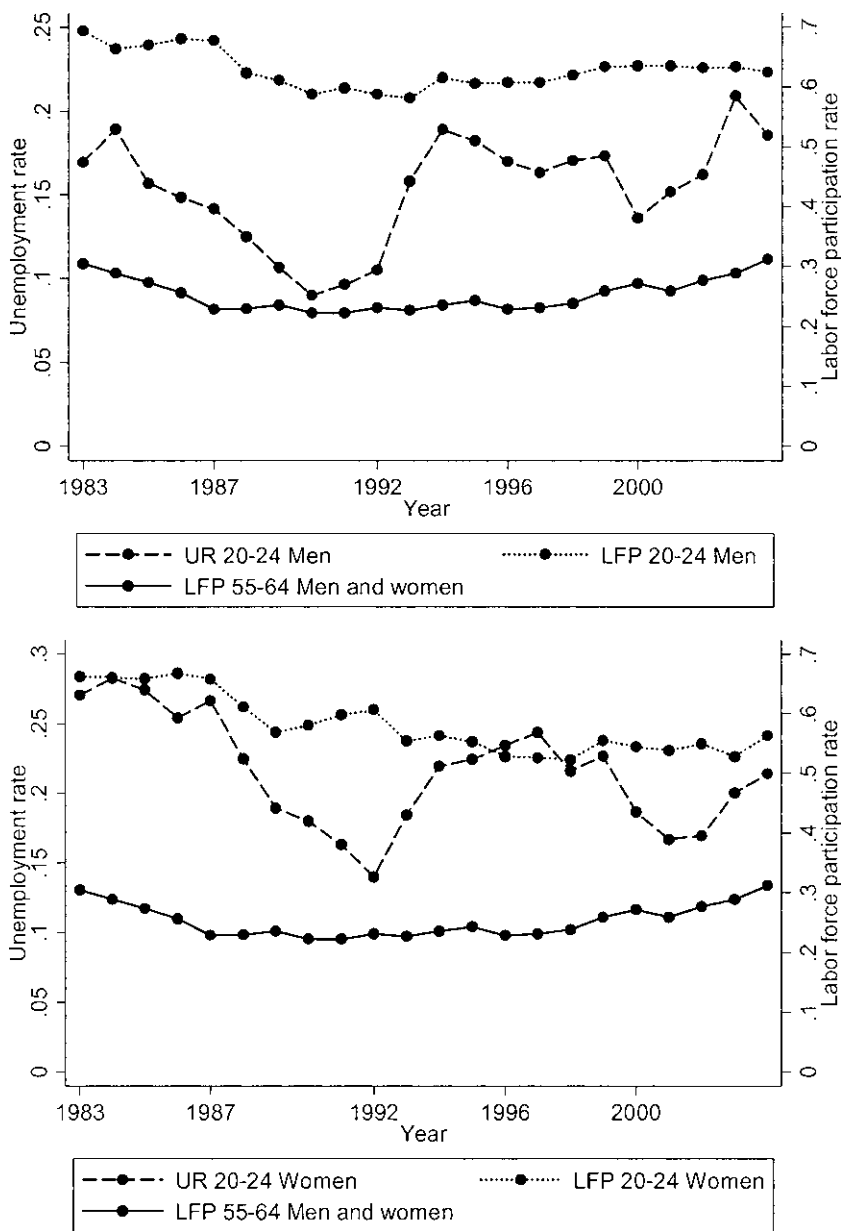 Unemployment rate
0 .05 .1 .15 .2 .25
Labor force participation rate
0 .1 .2 .3 .4 .5 .6 .7
1983 1987 1992 1996 2000
Year
UR 20-24 Men LFP 20-24 Men
LFP 55-64 Men and women
Unemployment rate
0 .05 .1 .15 .2 .25 .3
Labor force participation rate
0 .1 .2 .3 .4 .5 .6 .7
1983 1987 1992 1996 2000
Year
UR 20-24 Women LFP 20-24 Women
LFP 55-64 Men and women